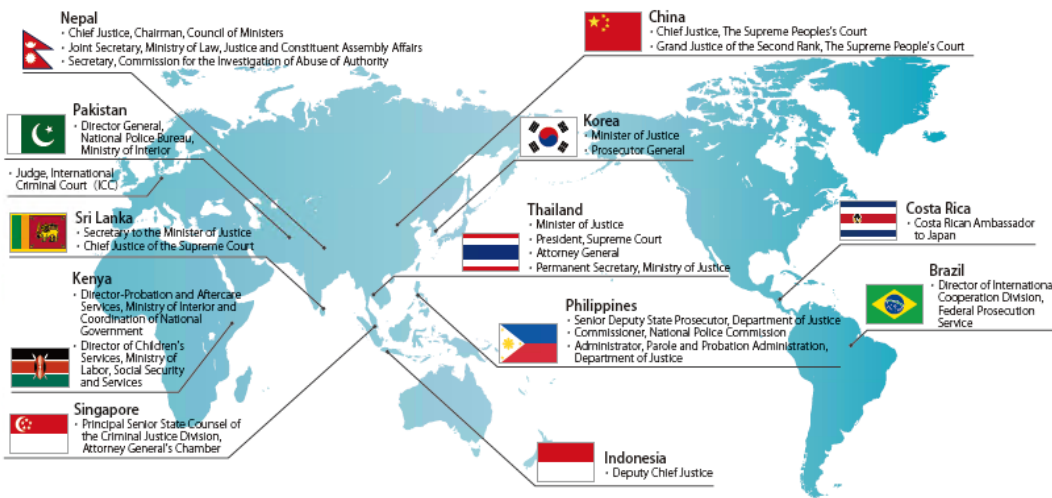 Nepal
・Chief Justice, Chairman, Council of Ministers
・Joint Secretary, Ministry of Law, Justice and Constituent Assembly Affairs
・Secretary, Commission for the Investigation of Abuse of Authority
China
・Chief Justice, The Supreme Peoples's Court
・Grand Justice of the Second Rank, The Supreme People's Court
Pakistan
・Director General,
National Police Bureau,
Ministry of Interior
・Judge, International
Criminal Court (ICC)
Korea
・Minister of Justice
・Prosecutor General
Sri Lanka
・Secretary to the Minister of Justice
・Chief Justice of the Supreme Court
Thailand
・Minister of Justice
・President, Supreme Court
・Attorney General
・Permanent Secretary, Ministry of Justice
Costa Rica
・Costa Rican Ambassador
to Japan
Kenya
・Director-Probation and Aftercare
Services, Ministry of Interior and
Coordination of National
Government
・Director of Children's
Services, Ministry of
Labor, Social Security
and Services
Philippines
・Senior Deputy State Prosecutor, Department of Justice
・Commissioner, National Police Commission
・Administrator, Parole and Probation Administration,
Department of Justice
Brazil
・Director of Internationa
Cooperation Division,
Federal Prosecution
Service
Singapore
・Principal Senior State Counsel of
the Criminal Justice Division,
Attorney General's Chamber
Indonesia
・Deputy Chief Justice